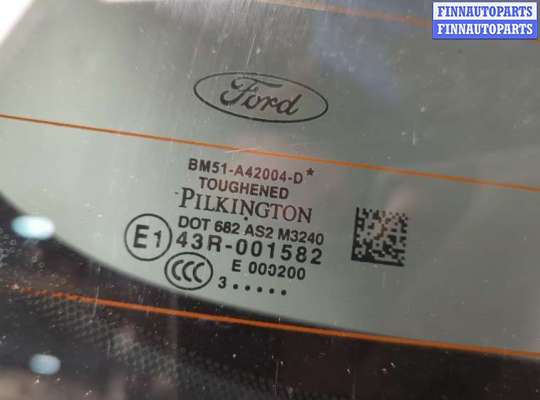 FINNAUTOPARTS
FINNAUTOPARTS
Ford
BM51-A42004-D*
TOUGHENED
PILKINGTON
DOT 682 AS2 M3240
E1 43R-001582
CCC E 000200
3 • • • • •